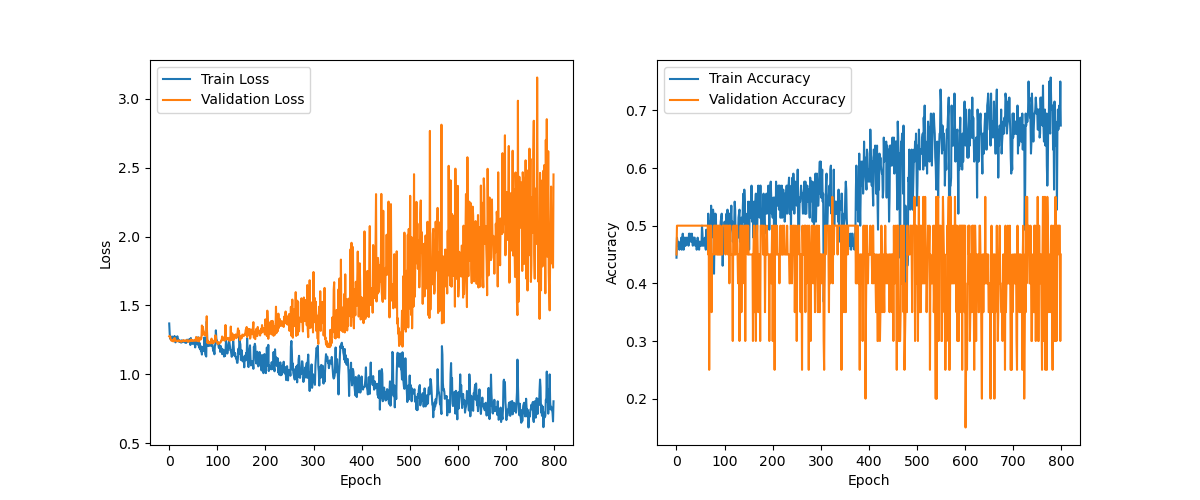 Train Loss
Validation Loss
3.0
2.5
2.0
1.5
1.0
0.5
Loss
0 100 200 300 400 500 600 700 800
Epoch
Train Accuracy
Validation Accuracy
0.7
0.6
0.5
0.4
0.3
0.2
Accuracy
0 100 200 300 400 500 600 700 800
Epoch